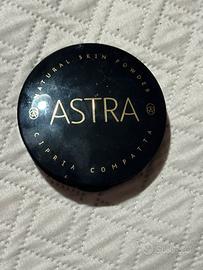 NATURAL SKIN POWDER
ASTRA
CIPRIA COMPATTA